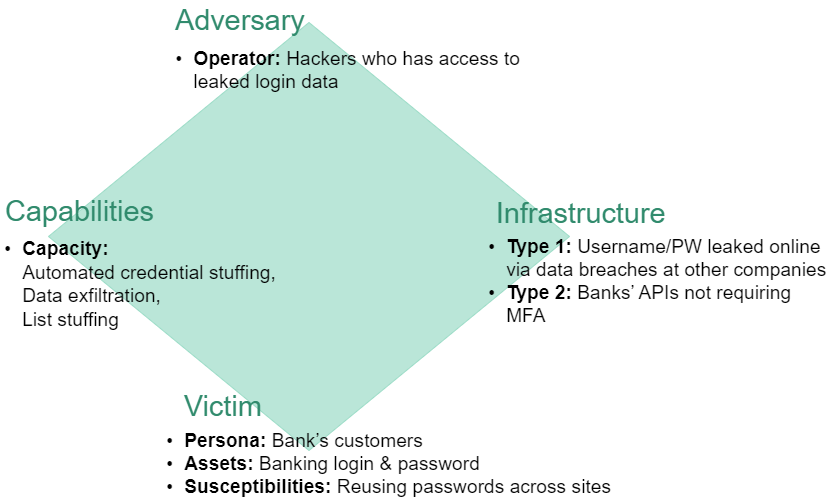 Adversary
• Operator: Hackers who has access to
leaked login data
Capabilities
• Capacity:
Automated credential stuffing,
Data exfiltration,
List stuffing
Infrastructure
• Type 1: Username/PW leaked online
via data breaches at other companies
• Type 2: Banks’ APIs not requiring
MFA
Victim
• Persona: Bank’s customers
• Assets: Banking login & password
• Susceptibilities: Reusing passwords across sites